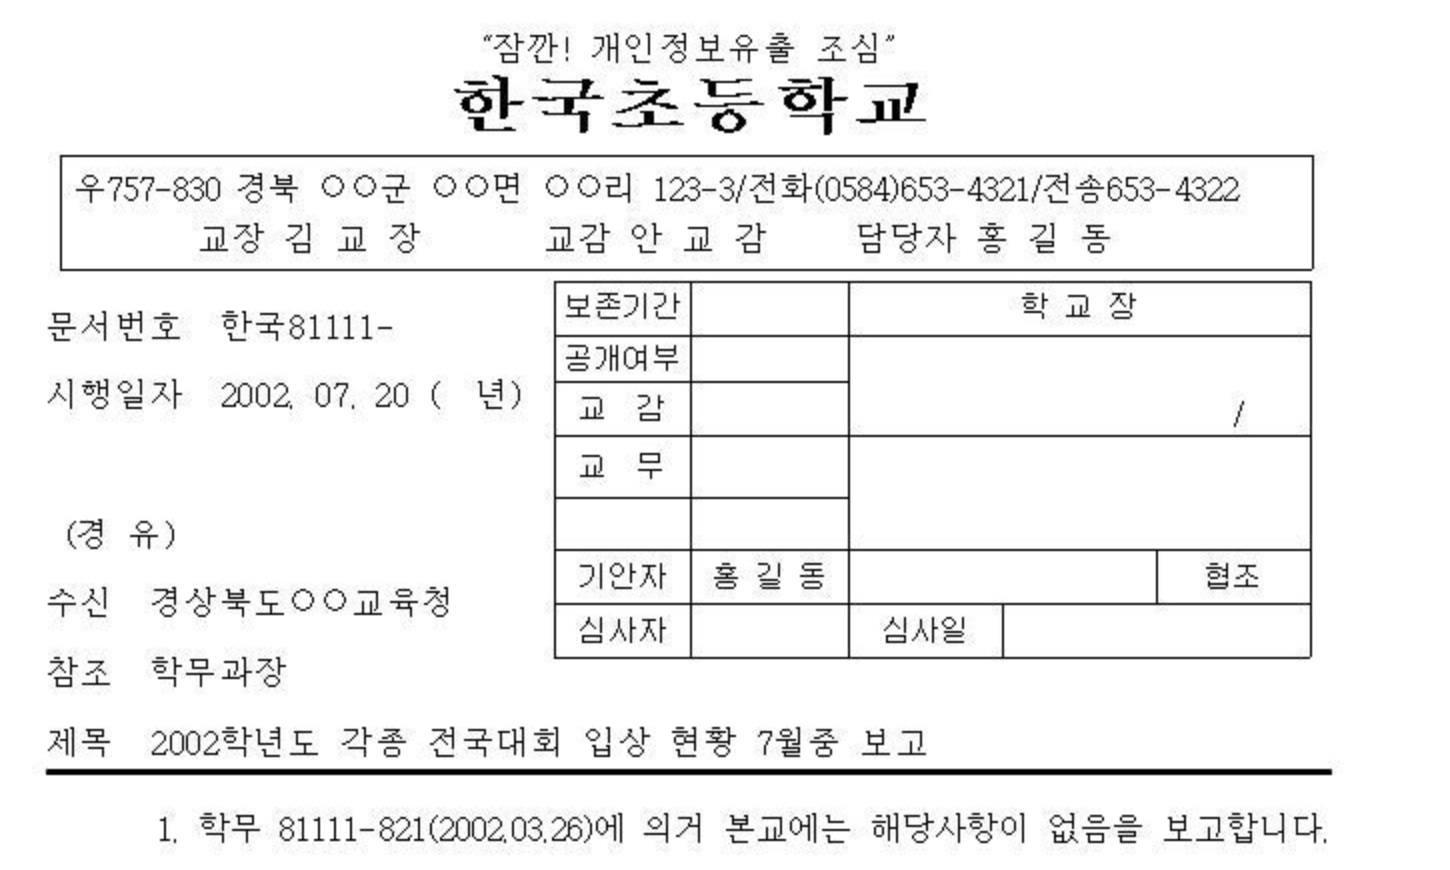 “잠깐! 개인정보유출 조심”
한국초등학교
우757-830 경북 ○○군 ○○면 ○○리 123-3/전화(0584)653-4321/전송653-4322
교장 김 교 장 교감 안 교 감 담당자 홍 길 동
문서번호 한국81111-
시행일자 2002. 07. 20 ( 년)
(경 유)
수신 경상북도○○교육청
참조 학무과장
보존기간 학 교 장
공개여부
교 감 /
교 무
기안자 홍 길 동 협조
심사자 심사일
제목 2002학년도 각종 전국대회 입상 현황 7월중 보고
1. 학무 81111-821(2002.03.26)에 의거 본교에는 해당사항이 없음을 보고합니다.